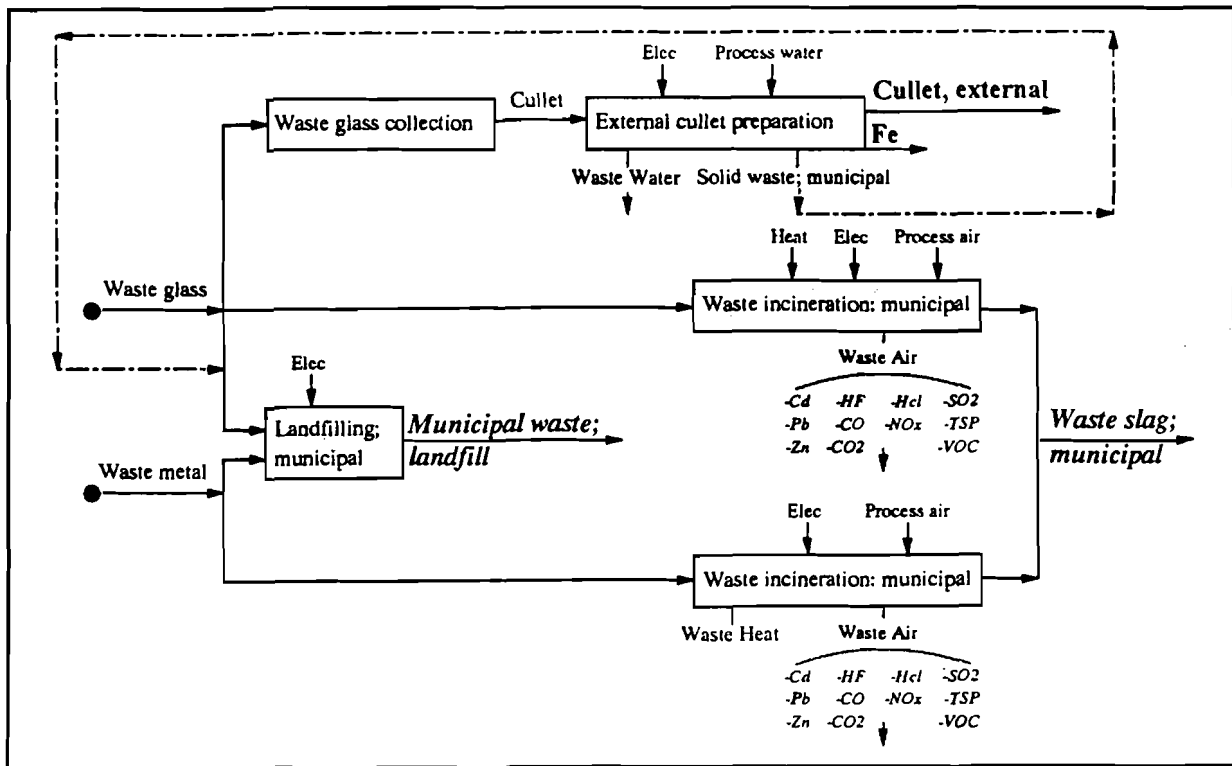 Elec Process water
Cullet
Cullet, external
Waste glass collection
External cullet preparation
Fe
Waste Water Solid waste; municipal
Heat Elec Process air
Waste glass
Waste incineration: municipal
Waste Air
Elec
-Cd -HF -Hcl -SO2
-Pb -CO -NOx -TSP
-Zn -CO2 -VOC
Landfilling;
municipal
Municipal waste;
landfill
Waste slag;
municipal
Waste metal
Elec Process air
Waste incineration: municipal
Waste Heat Waste Air
-Cd -HF -Hcl -SO2
-Pb -CO -NOx -TSP
-Zn -CO2 -VOC